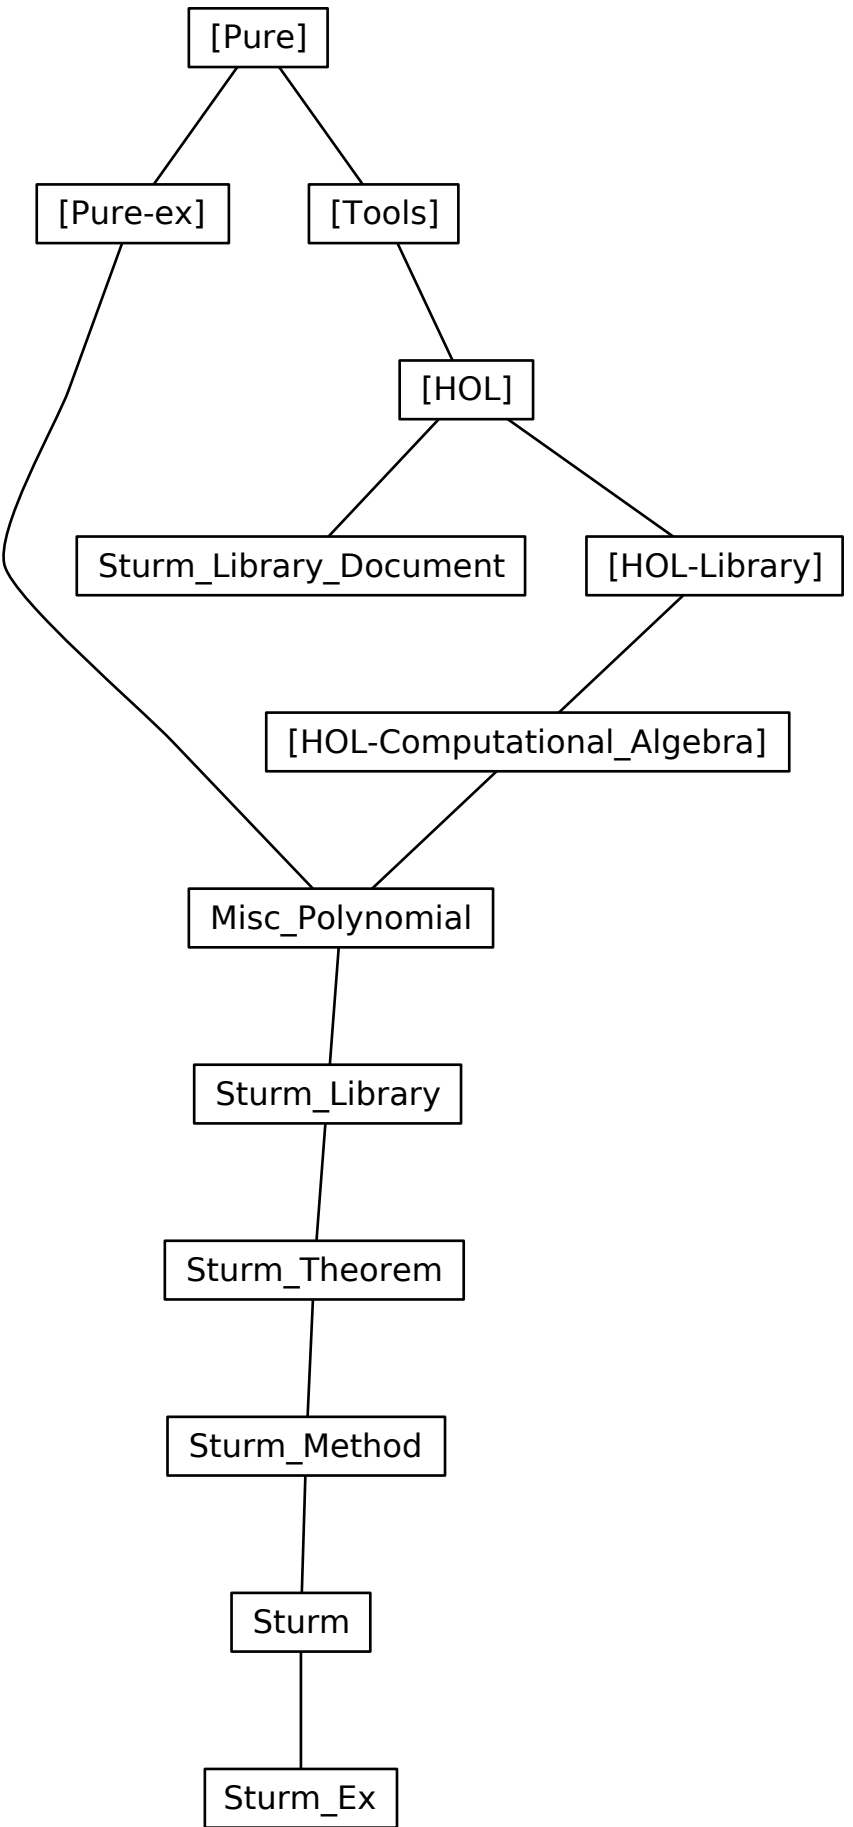 [Pure]
[Pure-ex]
[Tools]
[HOL]
Sturm_Library_Document
[HOL-Library]
[HOL-Computational_Algebra]
Misc_Polynomial
Sturm_Library
Sturm_Theorem
Sturm_Method
Sturm
Sturm_Ex